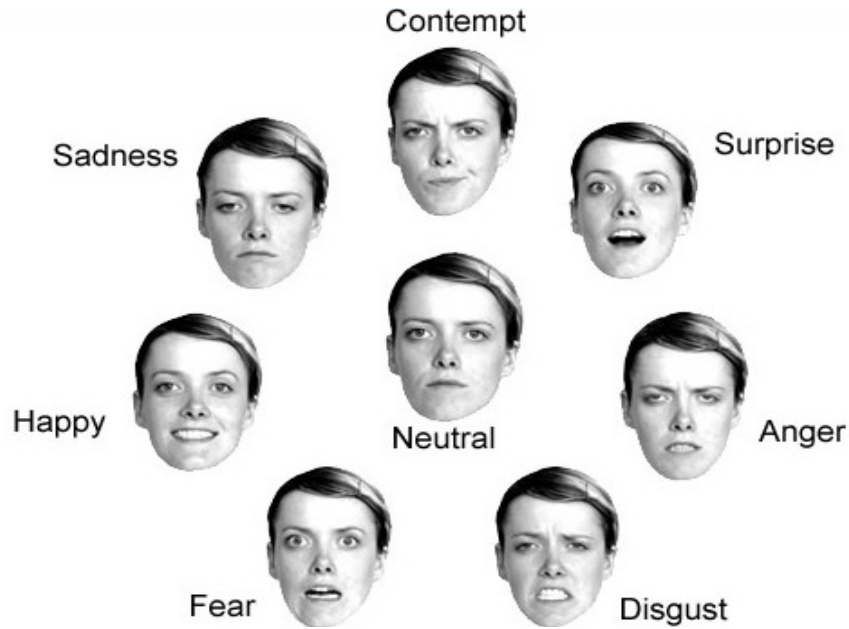 Contempt
Sadness
Surprise
Happy
Neutral
Anger
Fear
Disgust